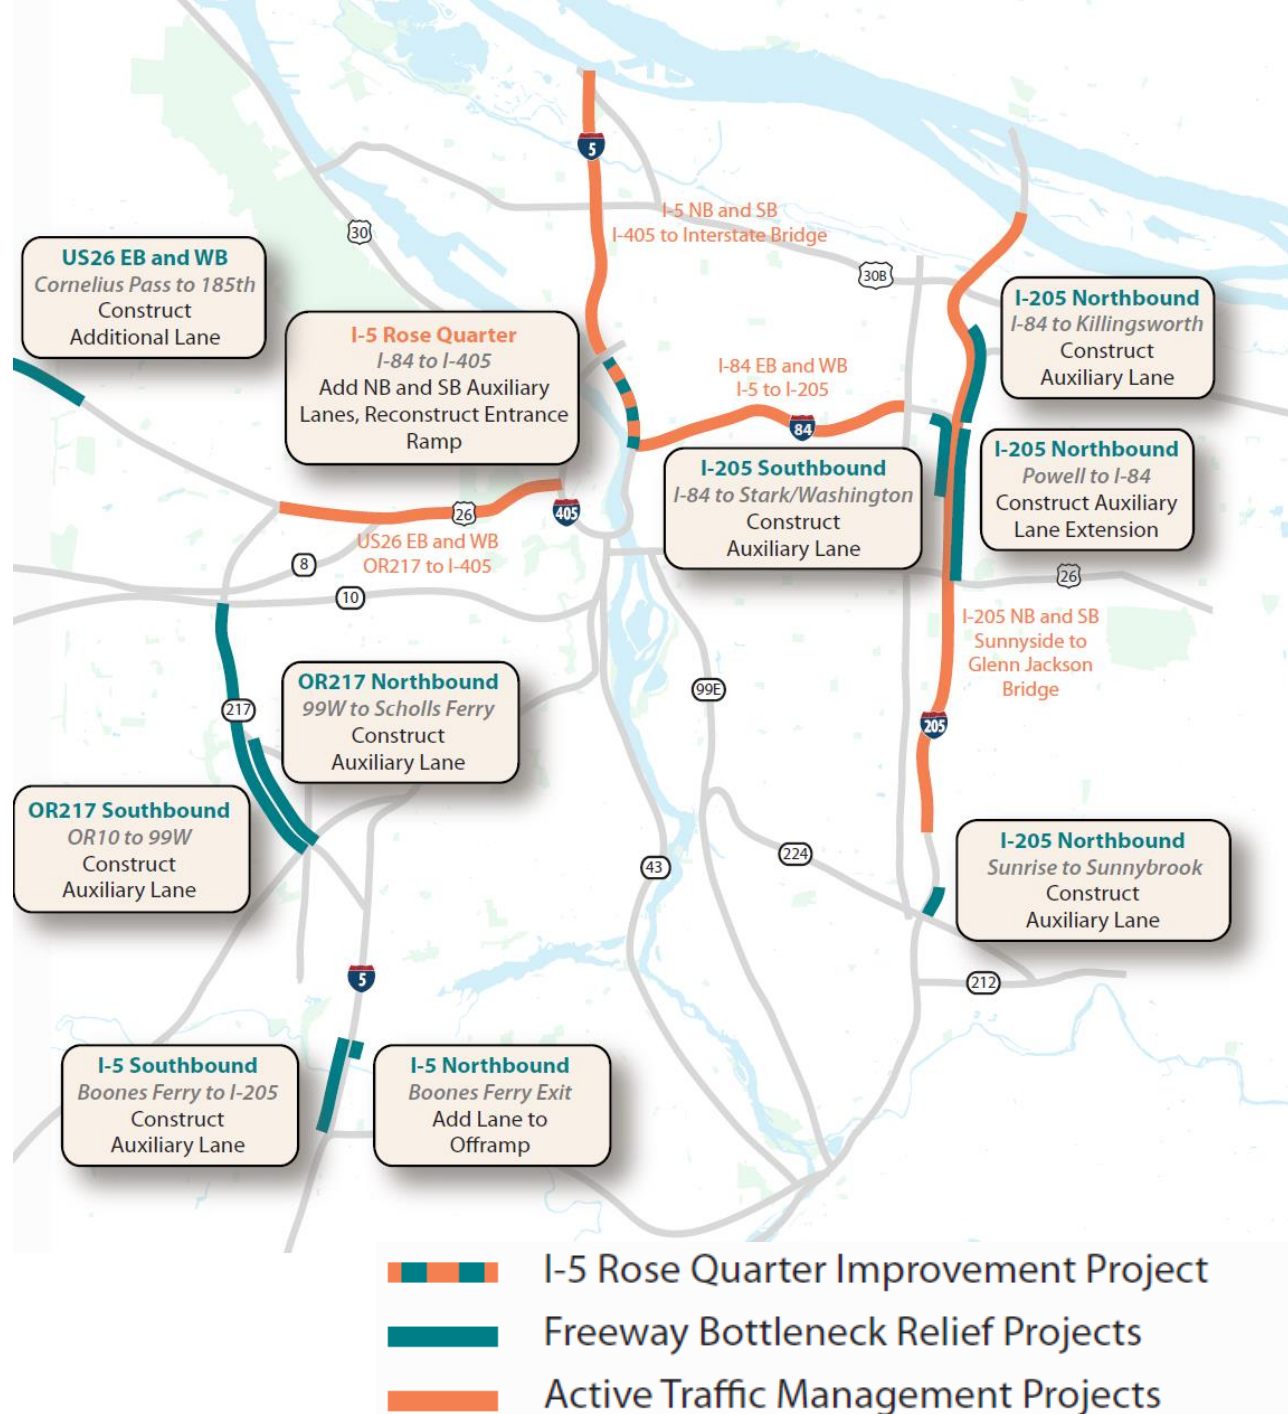 5
I-5 NB and SB
I-405 to Interstate Bridge
30
30B
US26 EB and WB
Cornelius Pass to 185th
Construct
Additional Lane
I-5 Rose Quarter
I-84 to I-405
Add NB and SB Auxiliary
Lanes, Reconstruct Entrance
Ramp
I-84 EB and WB
I-5 to I-205
84
I-205 Northbound
I-84 to Killingsworth
Construct
Auxiliary Lane
I-205 Southbound
I-84 to Stark/Washington
Construct
Auxiliary Lane
I-205 Northbound
Powell to I-84
Construct Auxiliary
Lane Extension
26
405
US26 EB and WB
OR217 to I-405
8
10
26
I-205 NB and SB
Sunnyside to
Glenn Jackson
Bridge
99E
205
217
OR217 Northbound
99W to Scholls Ferry
Construct
Auxiliary Lane
OR217 Southbound
OR10 to 99W
Construct
Auxiliary Lane
43
224
I-205 Northbound
Sunrise to Sunnybrook
Construct
Auxiliary Lane
5
212
I-5 Southbound
Boones Ferry to I-205
Construct
Auxiliary Lane
I-5 Northbound
Boones Ferry Exit
Add Lane to
Offramp
I-5 Rose Quarter Improvement Project
Freeway Bottleneck Relief Projects
Active Traffic Management Projects